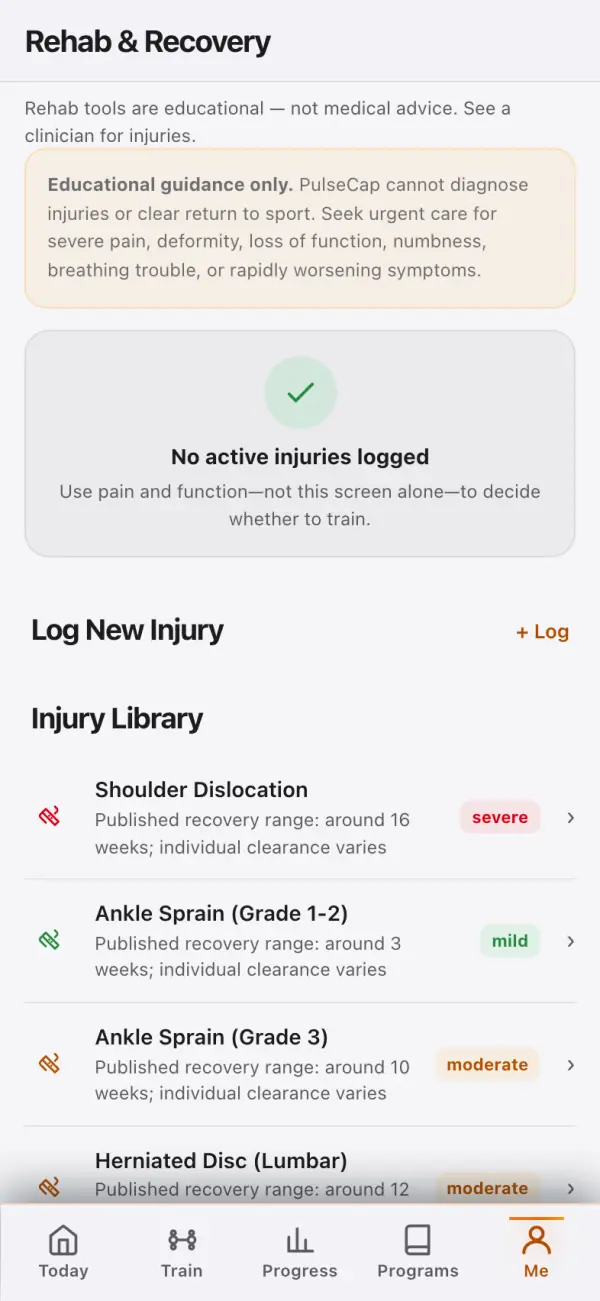 Rehab & Recovery
Rehab tools are educational — not medical advice. See a
clinician for injuries.
Educational guidance only. PulseCap cannot diagnose
injuries or clear return to sport. Seek urgent care for
severe pain, deformity, loss of function, numbness,
breathing trouble, or rapidly worsening symptoms.
No active injuries logged
Use pain and function—not this screen alone—to decide
whether to train.
Log New Injury
+ Log
Injury Library
Shoulder Dislocation
Published recovery range: around 16
weeks; individual clearance varies
severe
Ankle Sprain (Grade 1-2)
Published recovery range: around 3
weeks; individual clearance varies
mild
Ankle Sprain (Grade 3)
Published recovery range: around 10
weeks; individual clearance varies
moderate
Herniated Disc (Lumbar)
Published recovery range: around 12
moderate
Today
Train
Progress
Programs
Me